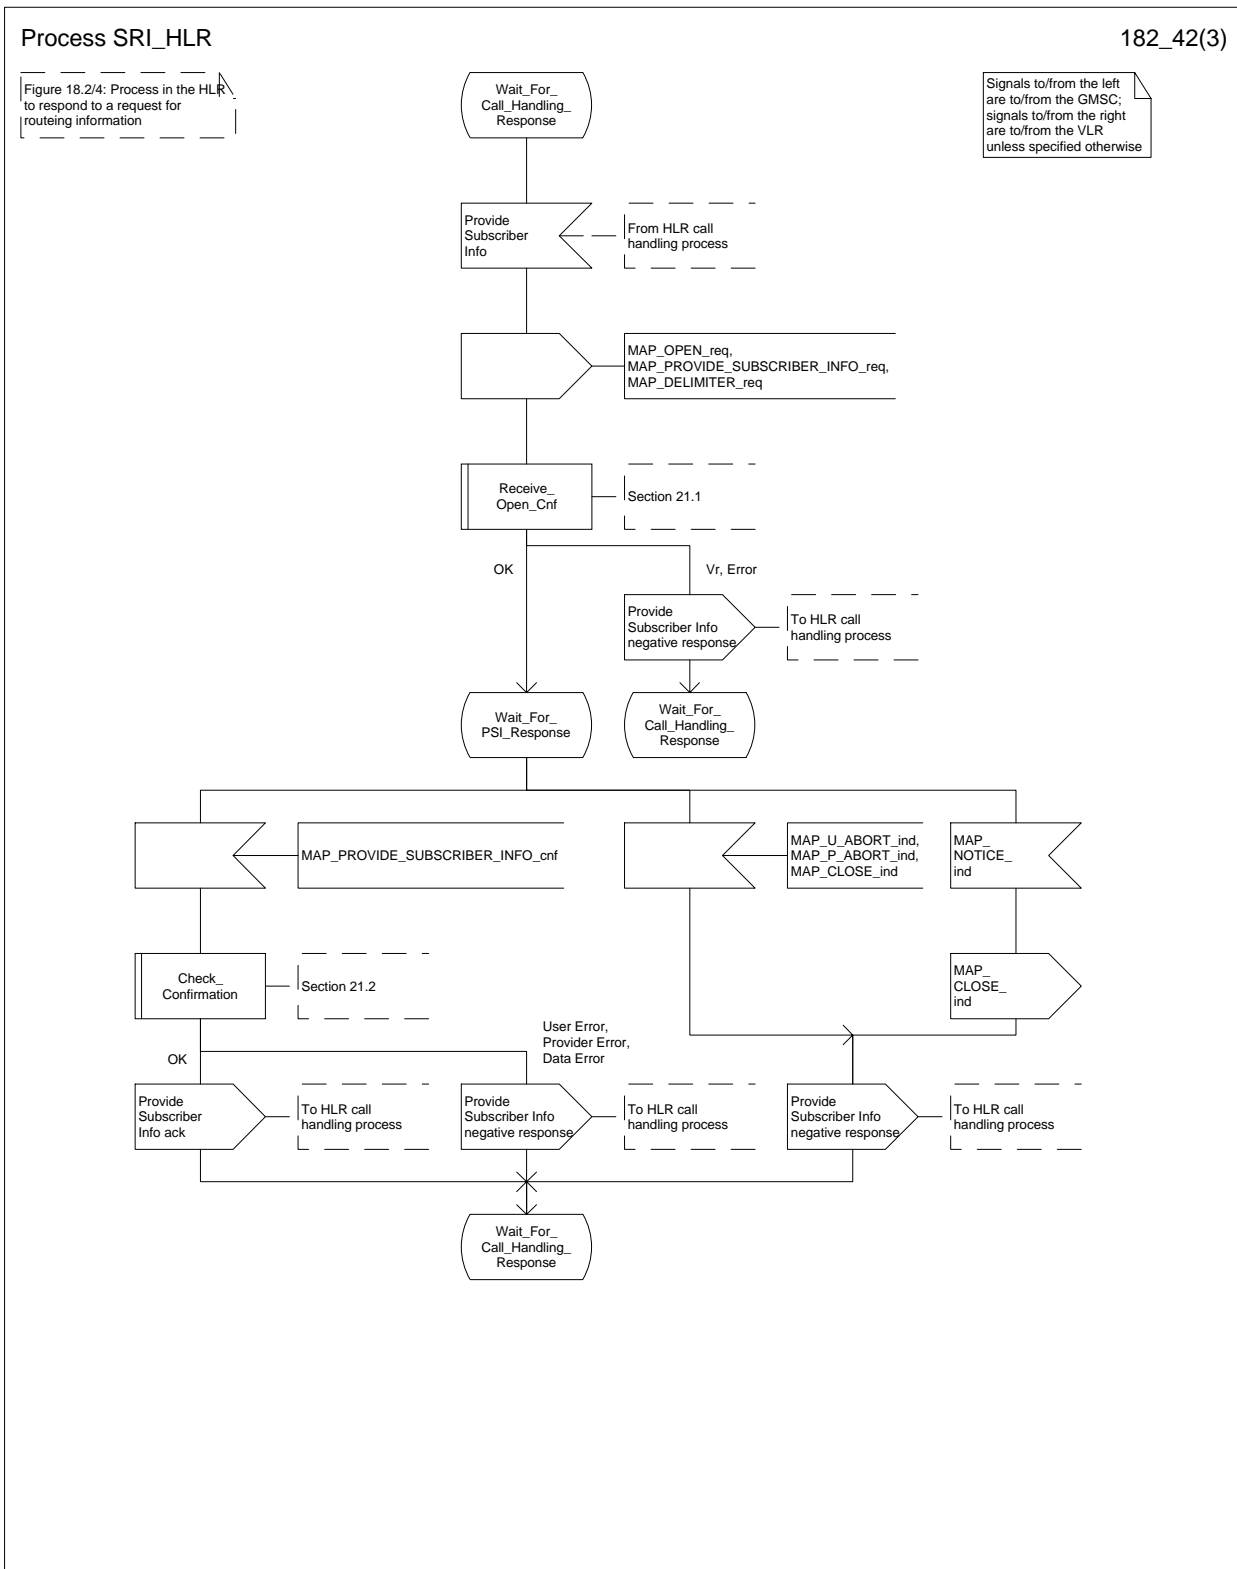 Process SRI_HLR
182_42(3)
Figure 18.2/4: Process in the HLR
to respond to a request for
routeing information
Signals to/from the left
are to/from the GMSC;
signals to/from the right
are to/from the VLR
unless specified otherwise
Wait_For_
Call_Handling_
Response
Provide
Subscriber
Info
From HLR call
handling process
MAP_OPEN_req,
MAP_PROVIDE_SUBSCRIBER_INFO_req,
MAP_DELIMITER_req
Receive_
Open_Cnf
Section 21.1
OK
Vr, Error
Provide
Subscriber Info
negative response
To HLR call
handling process
Wait_For_
PSI_Response
Wait_For_
Call_Handling_
Response
MAP_PROVIDE_SUBSCRIBER_INFO_cnf
MAP_U_ABORT_ind,
MAP_P_ABORT_ind,
MAP_CLOSE_ind
MAP_
NOTICE_
ind
Check_
Confirmation
Section 21.2
MAP_
CLOSE_
ind
OK
User Error,
Provider Error,
Data Error
Provide
Subscriber
Info ack
To HLR call
handling process
Provide
Subscriber Info
negative response
To HLR call
handling process
Provide
Subscriber Info
negative response
To HLR call
handling process
Wait_For_
Call_Handling_
Response